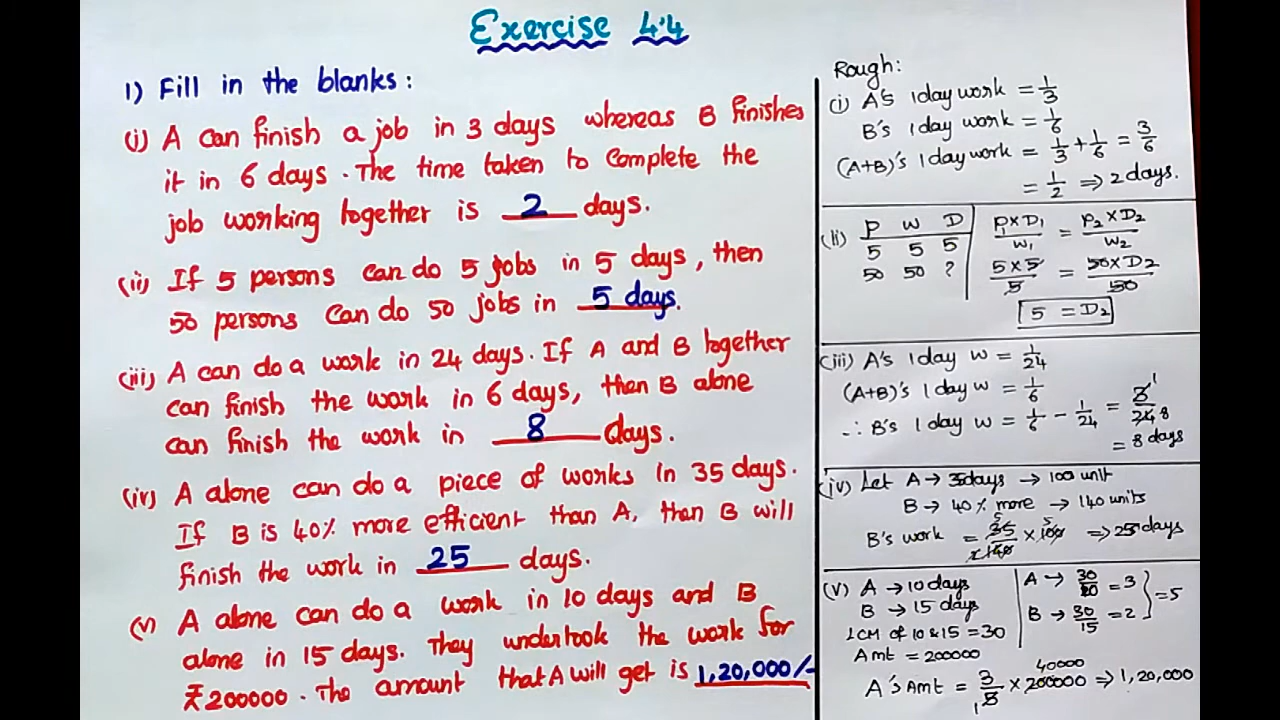 Exercise 4.4
1) Fill in the blanks:
(i) A can finish a job in 3 days whereas B finishes
it in 6 days. The time taken to complete the
job working together is 2 days.
(ii) If 5 persons can do 5 jobs in 5 days, then
50 persons can do 50 jobs in 5 days.
(iii) A can do a work in 24 days. If A and B together
can finish the work in 6 days, then B alone
can finish the work in 8 days.
(iv) A alone can do a piece of works in 35 days.
If B is 40% more efficient than A, then B will
finish the work in 25 days.
(v) A alone can do a work in 10 days and B
alone in 15 days. They undertook the work for
₹200000. The amount that A will get is 1,20,000/-
Rough:
(i) A's 1 day work = 1/3
B's 1 day work = 1/6
(A+B)'s 1 day work = 1/3 + 1/6 = 3/6
= 1/2 ⇒ 2 days.
(ii) P W D
5 5 5
50 50 ?
P1×D1/W1 = P2×D2/W2
5×5/5 = 50×D2/50
5 = D2
(iii) A's 1 day w = 1/24
(A+B)'s 1 day w = 1/6
∴ B's 1 day w = 1/6 - 1/24 = 3/24 1 8
= 8 days
(iv) Let A → 35 days → 100 unit
B → 40% more → 140 units
B's work = 35/140 × 100 ⇒ 25 days
(v) A → 10 days
B → 15 days
LCM of 10 & 15 = 30
Amt = 200000
A → 30/10 = 3
B → 30/15 = 2
= 5
A's Amt = 3/5 × 200000 ⇒ 1,20,000
40000
1